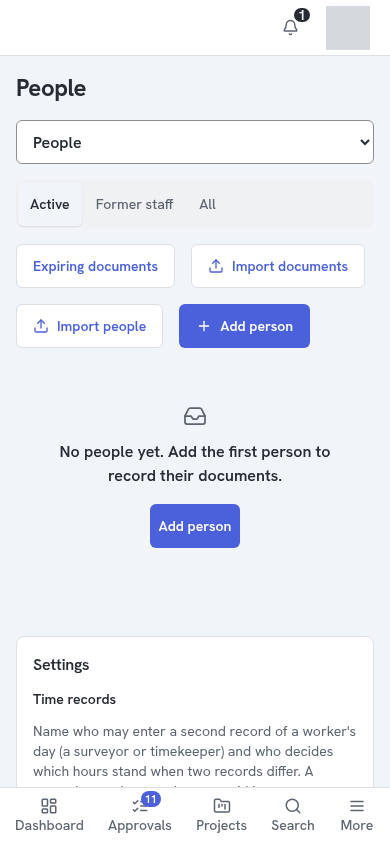 1
People
People
Active Former staff All
Expiring documents Import documents
Import people Add person
No people yet. Add the first person to
record their documents.
Add person
Settings
Time records
Name who may enter a second record of a worker's
day (a surveyor or timekeeper) and who decides
which hours stand when two records differ. A
11
Dashboard Approvals Projects Search More